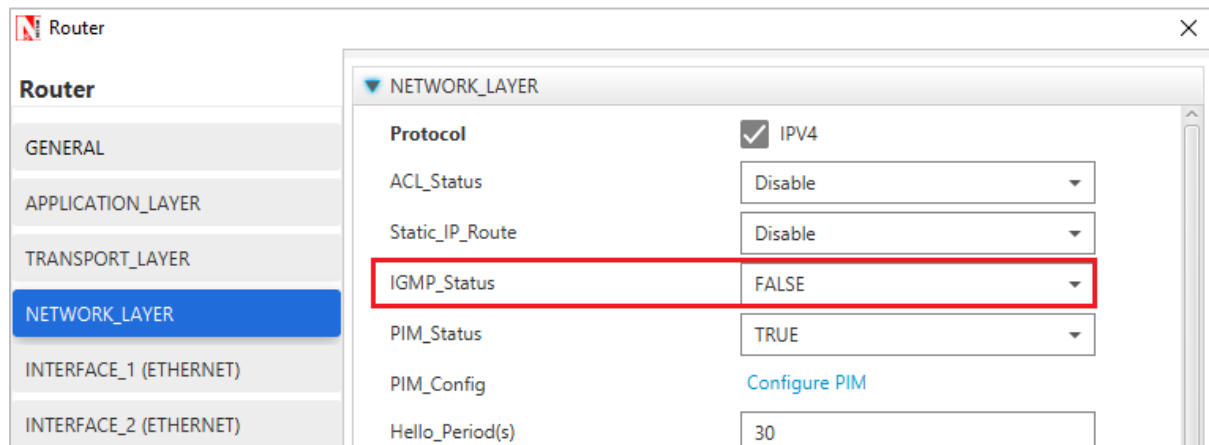 Router
Router
GENERAL
APPLICATION_LAYER
TRANSPORT_LAYER
NETWORK_LAYER
INTERFACE_1 (ETHERNET)
INTERFACE_2 (ETHERNET)
NETWORK_LAYER
Protocol IPV4
ACL_Status Disable
Static_IP_Route Disable
IGMP_Status FALSE
PIM_Status TRUE
PIM_Config Configure PIM
Hello_Period(s) 30